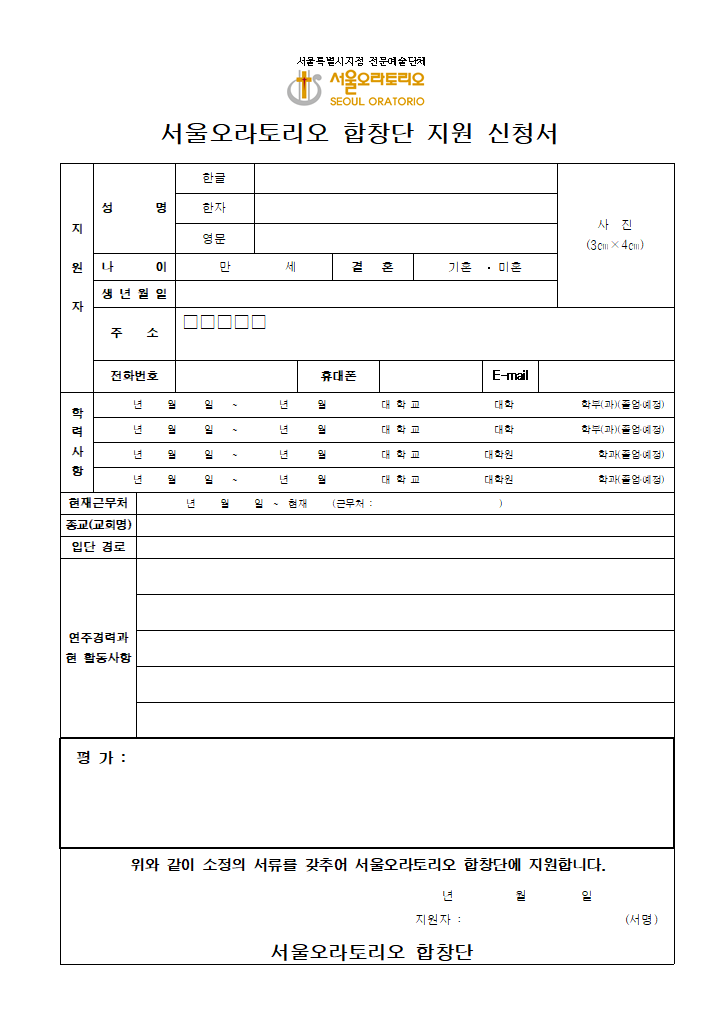 서울특별시지정 전문예술단체
서울오라토리오
SEOUL ORATORIO
서울오라토리오 합창단 지원 신청서
지원자
성 명
한글
한자
영문
사 진
(3㎝×4㎝)
나 이
만 세
결 혼
기혼 · 미혼
생 년 월 일
주 소
□□□□□
전화번호
휴대폰
E-mail
학력사항
년 월 일 ~ 년 월 대 학 교 대학 학부(과)(졸업·예정)
년 월 일 ~ 년 월 대 학 교 대학 학부(과)(졸업·예정)
년 월 일 ~ 년 월 대 학 교 대학원 학과(졸업·예정)
년 월 일 ~ 년 월 대 학 교 대학원 학과(졸업·예정)
현재근무처
년 월 일 ~ 현재 (근무처 : )
종교(교회명)
입단 경로
연주경력과
현 활동사항
평 가 :
위와 같이 소정의 서류를 갖추어 서울오라토리오 합창단에 지원합니다.
년 월 일
지원자 : (서명)
서울오라토리오 합창단